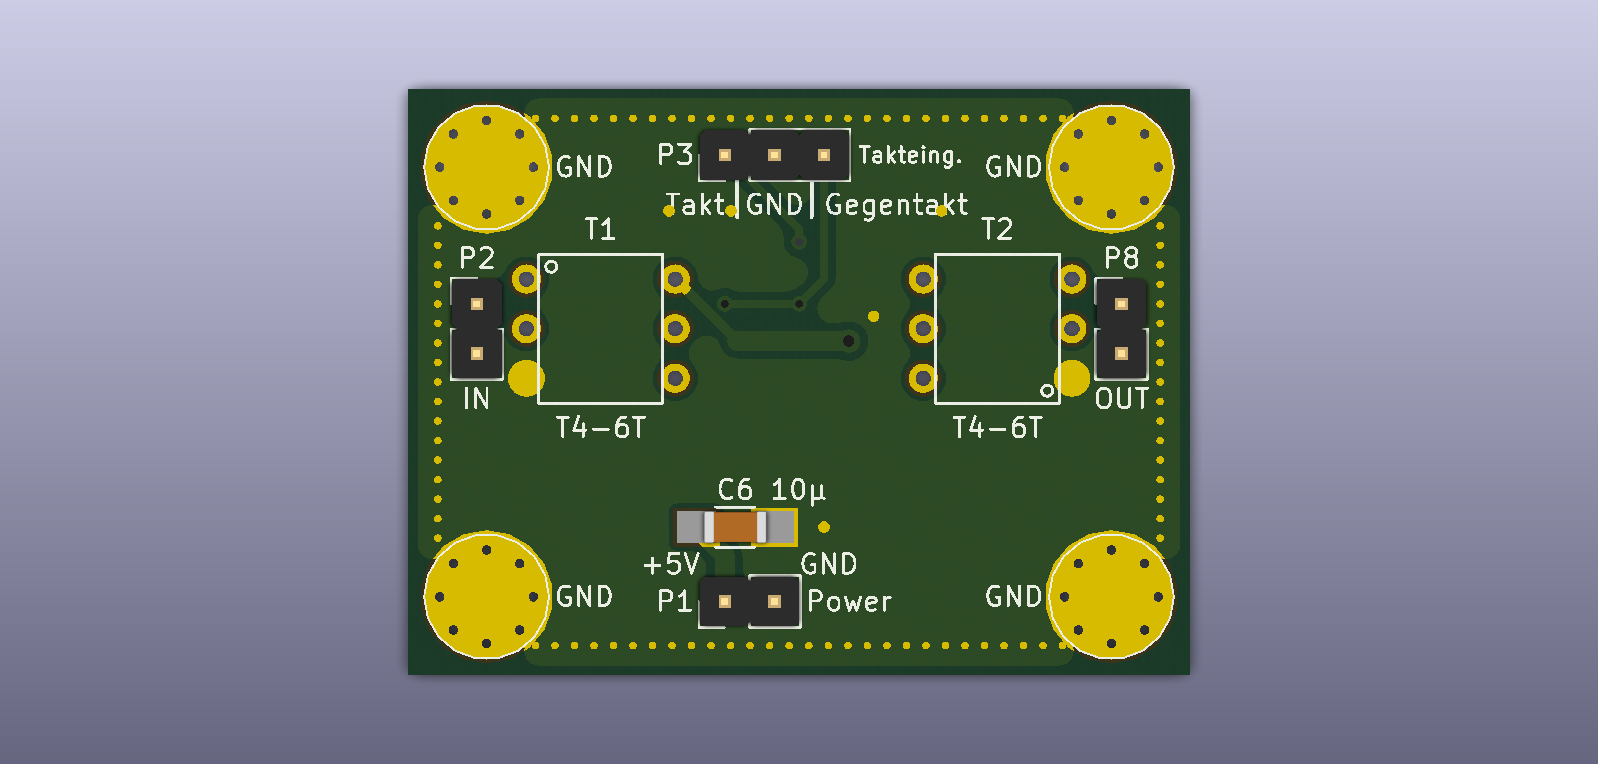 GND
P3
Takteing.
GND
Takt GND Gegentakt
T1
T2
P2
P8
IN
OUT
T4-6T
T4-6T
C6 10µ
+5V
GND
GND
P1
Power
GND